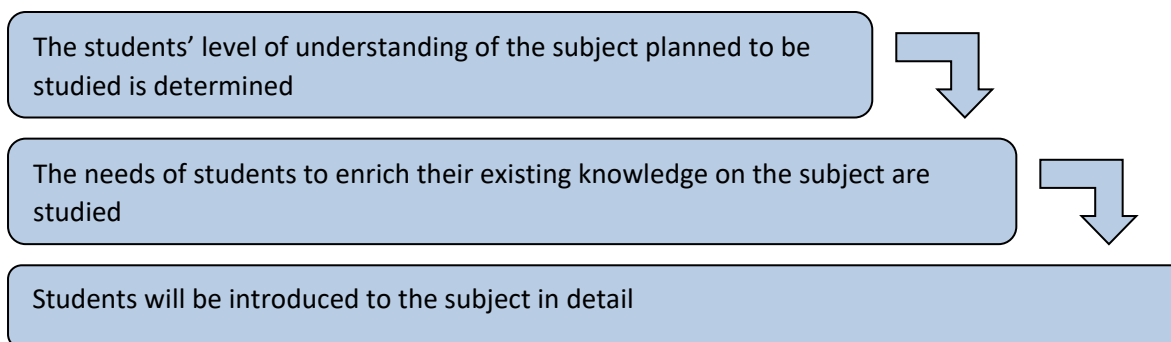 The students’ level of understanding of the subject planned to be
studied is determined
The needs of students to enrich their existing knowledge on the subject are
studied
Students will be introduced to the subject in detail